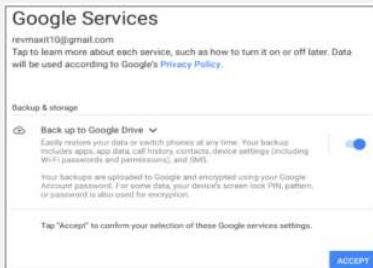 Google Services
revmaxit10@gmail.com
Tap to learn more about each service, such as how to turn it on or off later. Data
will be used according to Google's Privacy Policy.
Backup & storage
Back up to Google Drive
Easily restore your data or switch phones at any time. Your backup
includes apps, app data, call history, contacts, device settings (including
Wi-Fi passwords and permissions), and SMS.
Your backups are uploaded to Google and encrypted using your Google
Account password. For some data, your device's screen lock PIN, pattern,
or password is also used for encryption.
Tap "Accept" to confirm your selection of these Google services settings.
ACCEPT